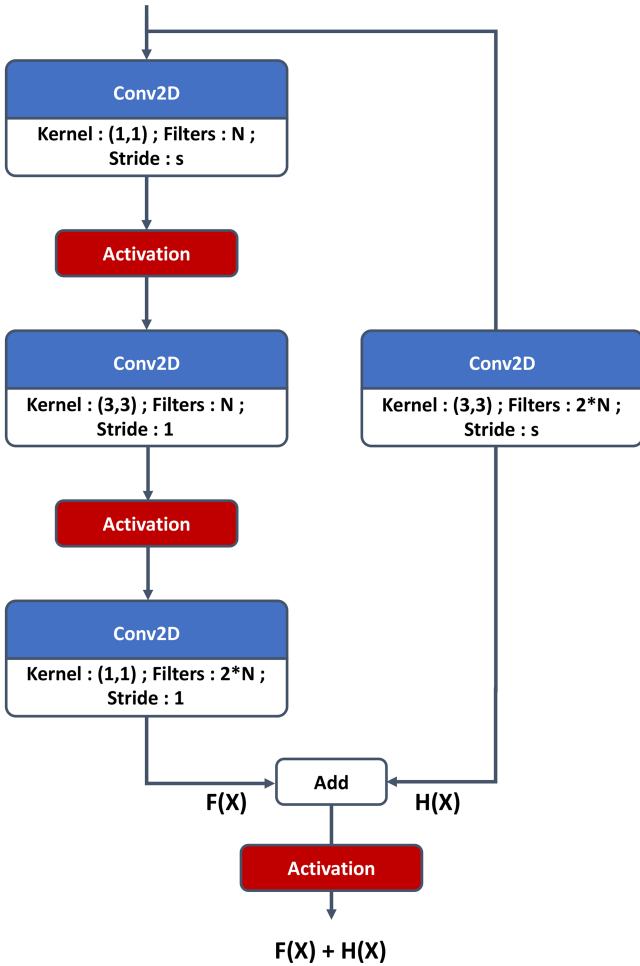 Conv2D
Kernel : (1,1) ; Filters : N ;
Stride : s
Activation
Conv2D
Kernel : (3,3) ; Filters : N ;
Stride : 1
Conv2D
Kernel : (3,3) ; Filters : 2*N ;
Stride : s
Activation
Conv2D
Kernel : (1,1) ; Filters : 2*N ;
Stride : 1
Add
F(X)
H(X)
Activation
F(X) + H(X)